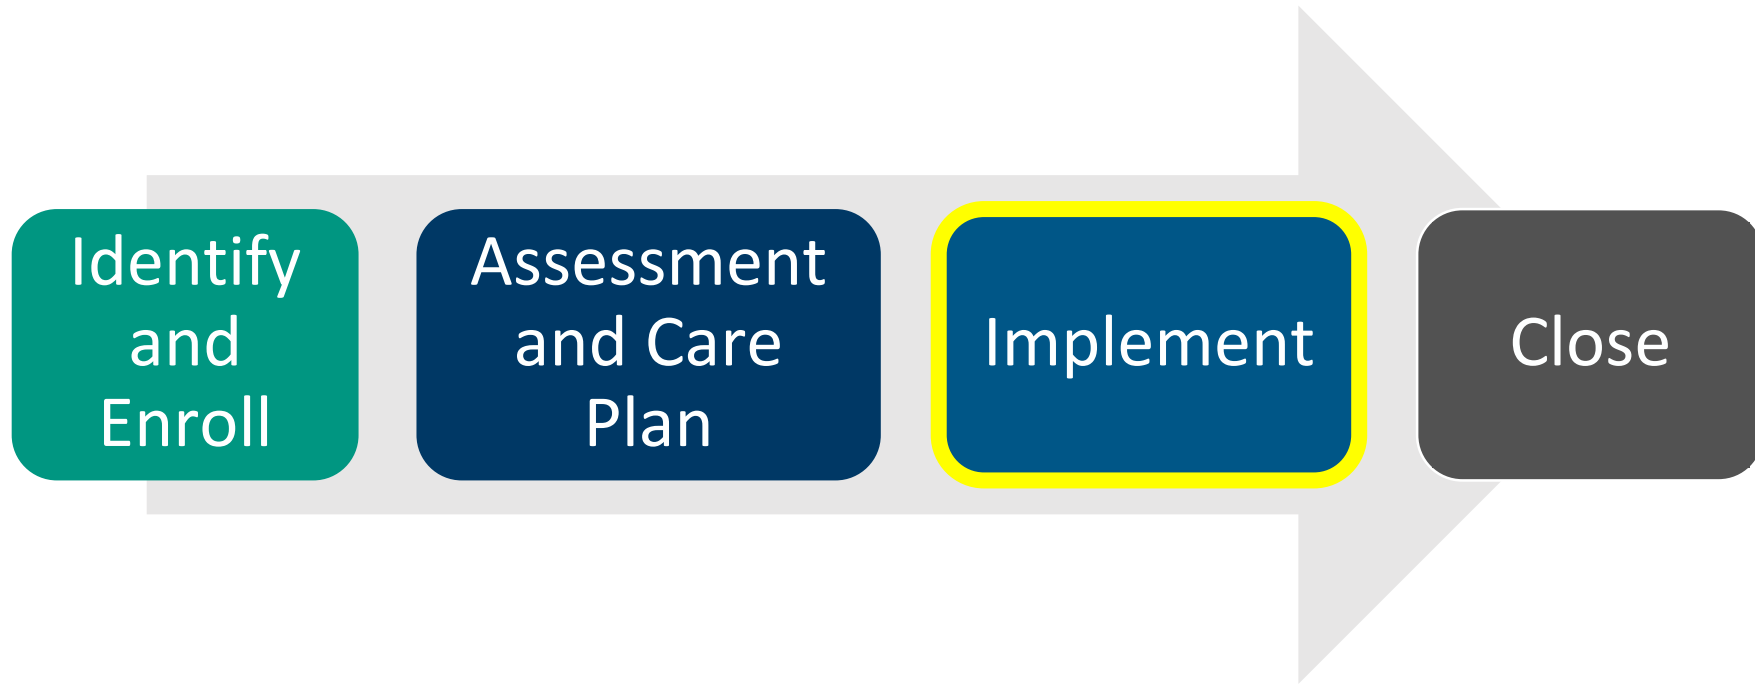 Identify
and
Enroll
Assessment
and Care
Plan
Implement
Close